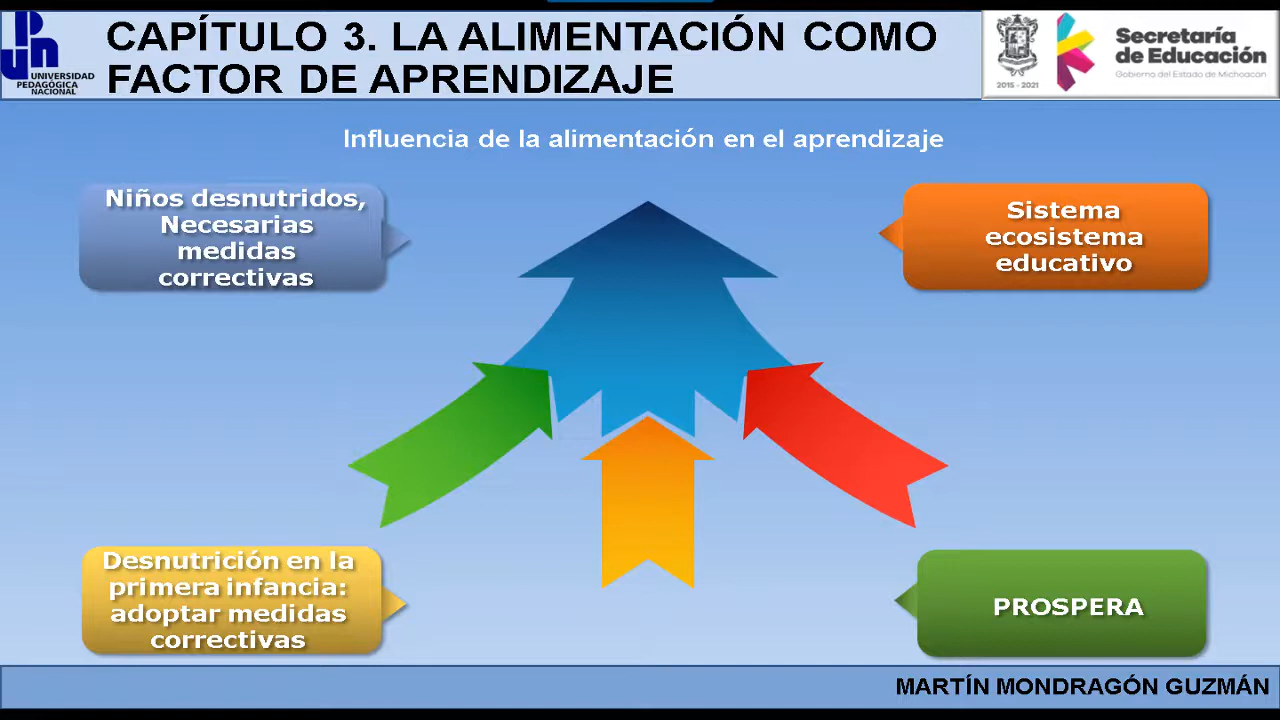 upn
UNIVERSIDAD
PEDAGÓGICA
NACIONAL
CAPÍTULO 3. LA ALIMENTACIÓN COMO
FACTOR DE APRENDIZAJE
2015 - 2021
Secretaría
de Educación
Gobierno del Estado de Michoacán
Influencia de la alimentación en el aprendizaje
Niños desnutridos,
Necesarias
medidas
correctivas
Sistema
ecosistema
educativo
Desnutrición en la
primera infancia:
adoptar medidas
correctivas
PROSPERA
MARTÍN MONDRAGÓN GUZMÁN